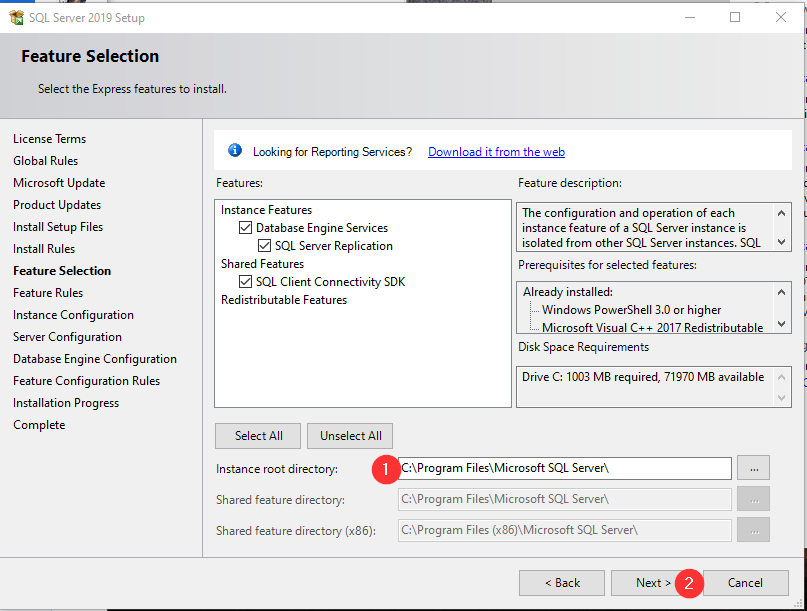 SQL Server 2019 Setup
Feature Selection
Select the Express features to install.
License Terms
Global Rules
Microsoft Update
Product Updates
Install Setup Files
Install Rules
Feature Selection
Feature Rules
Instance Configuration
Server Configuration
Database Engine Configuration
Feature Configuration Rules
Installation Progress
Complete
Looking for Reporting Services? Download it from the web
Features:
Instance Features
Database Engine Services
SQL Server Replication
Shared Features
SQL Client Connectivity SDK
Redistributable Features
Feature description:
The configuration and operation of each
instance feature of a SQL Server instance is
isolated from other SQL Server instances. SQL
Prerequisites for selected features:
Already installed:
Windows PowerShell 3.0 or higher
Microsoft Visual C++ 2017 Redistributable
Disk Space Requirements
Drive C: 1003 MB required, 71970 MB available
Select All Unselect All
Instance root directory: 1 C:\Program Files\Microsoft SQL Server\ ...
Shared feature directory: C:\Program Files\Microsoft SQL Server\ ...
Shared feature directory (x86): C:\Program Files (x86)\Microsoft SQL Server\ ...
< Back Next > 2 Cancel